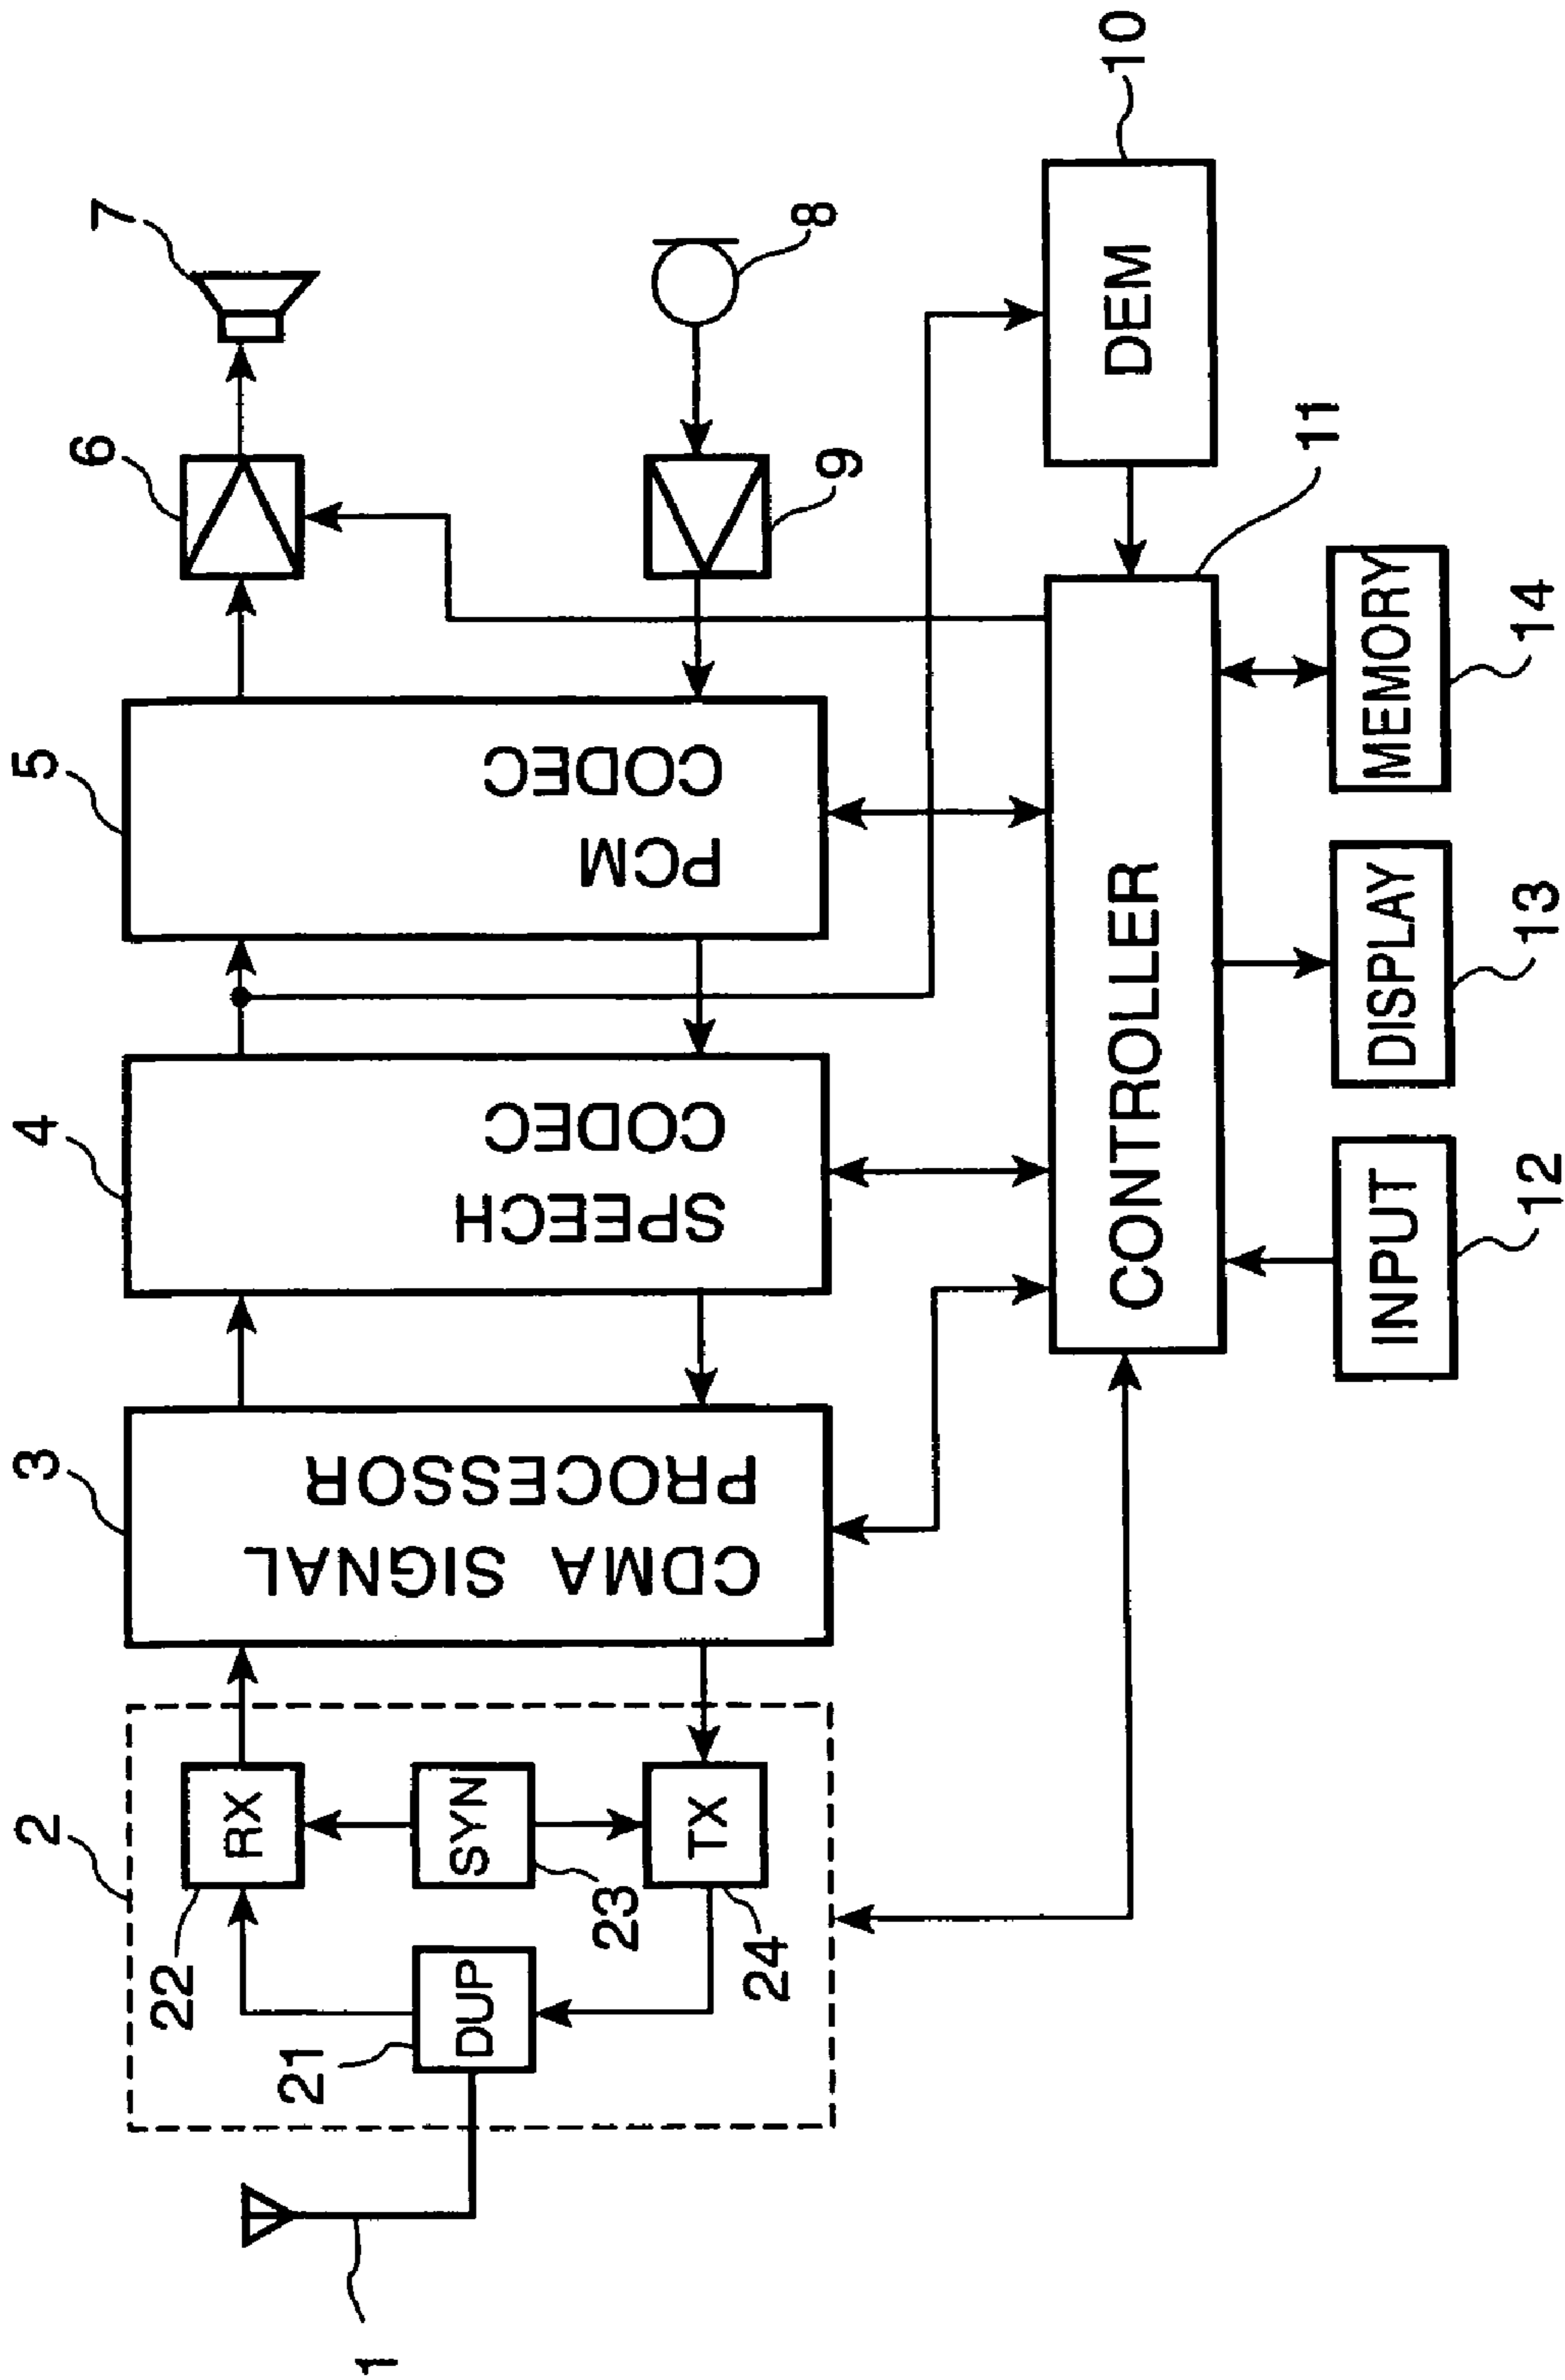 1
2
21
DUP
22
RX
SYN
23
TX
24
3
CDMA SIGNAL
PROCESSOR
4
SPEECH
CODEC
5
PCM
CODEC
6
7
8
9
10
DEM
11
CONTROLLER
INPUT
12
DISPLAY
13
MEMORY
14